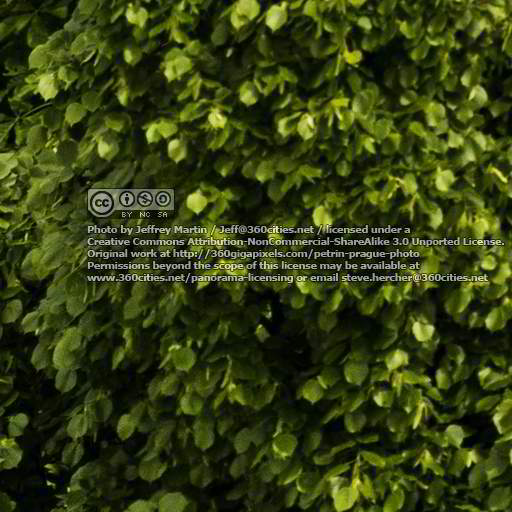 cc
BY NC SA
Photo by Jeffrey Martin / Jeff@360cities.net / licensed under a
Creative Commons Attribution-NonCommercial-ShareAlike 3.0 Unported License.
Original work at http://360gigapixels.com/petrin-prague-photo
Permissions beyond the scope of this license may be available at
www.360cities.net/panorama-licensing or email steve.hercher@360cities.net